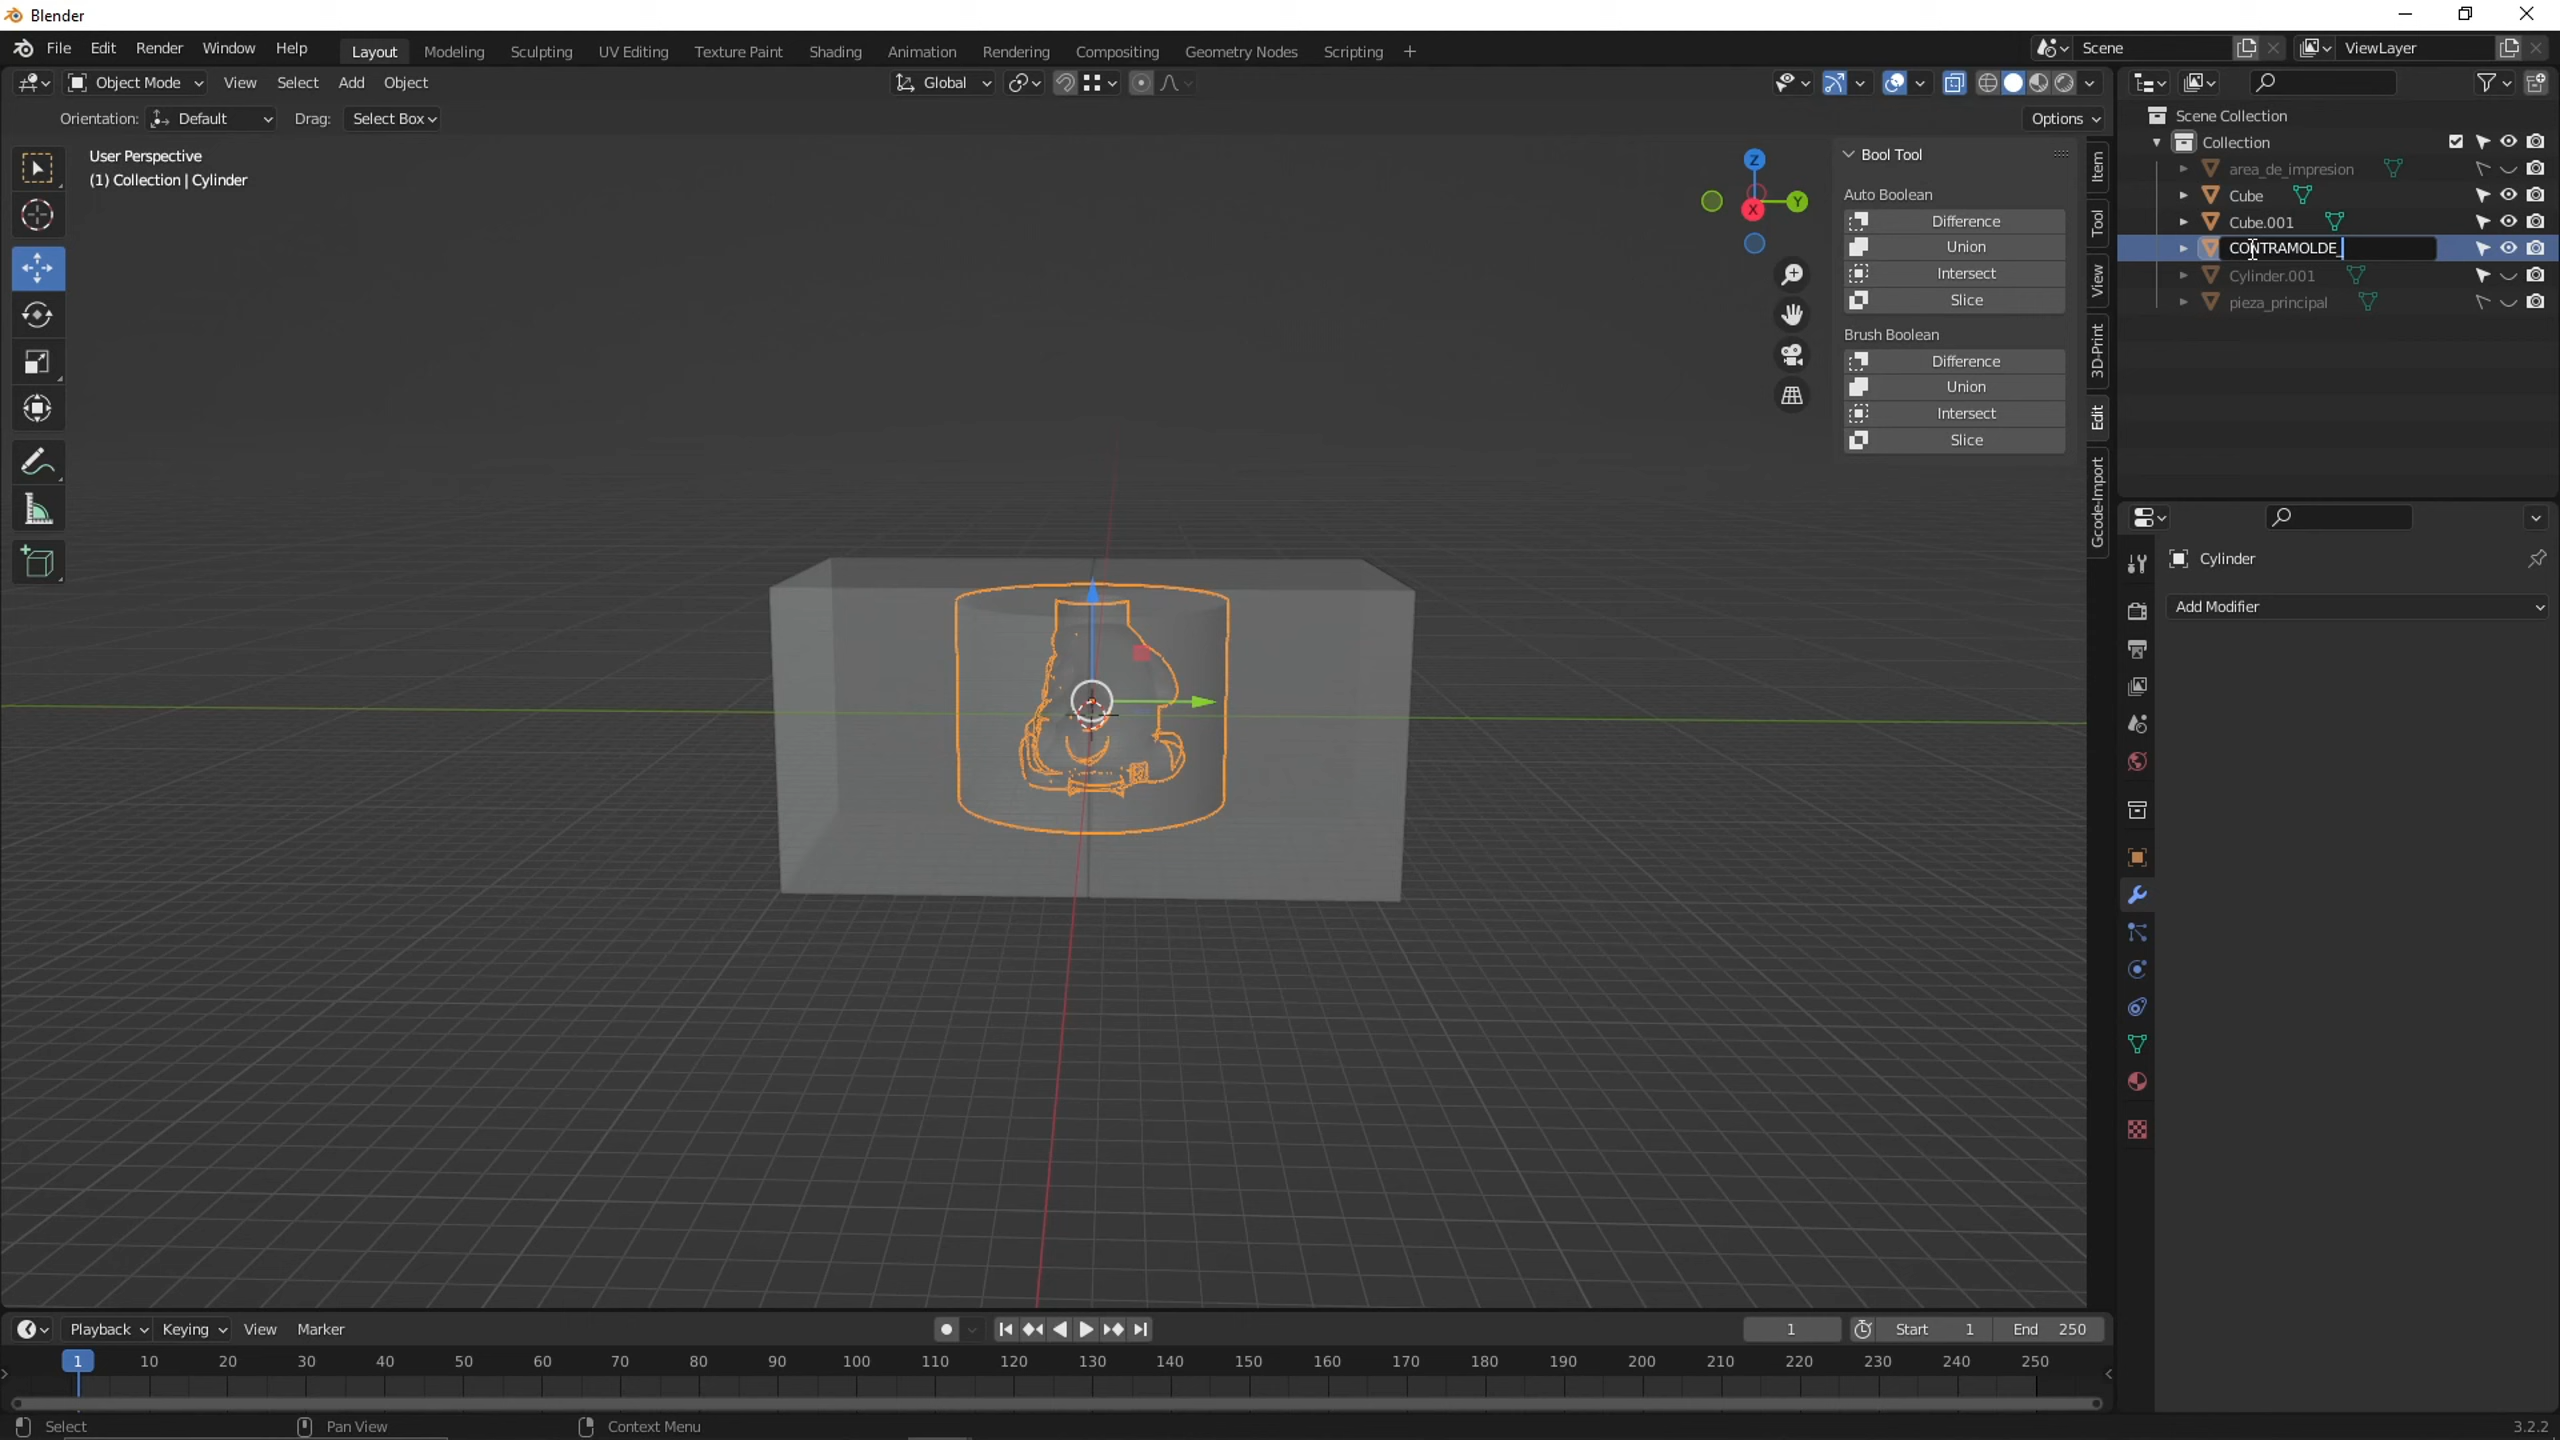 Blender
File Edit Render Window Help Layout Modeling Sculpting UV Editing Texture Paint Shading Animation Rendering Compositing Geometry Nodes Scripting + Scene ViewLayer
Object Mode View Select Add Object Global
Orientation: Default Drag: Select Box Options
User Perspective
(1) Collection | Cylinder
Z
Y
X
Bool Tool
Auto Boolean
Difference
Union
Intersect
Slice
Brush Boolean
Difference
Union
Intersect
Slice
Item
Tool
View
3D-Print
Edit
Gcode-Import
Scene Collection
Collection
area_de_impresion
Cube
Cube.001
CONTRAMOLDE_
Cylinder.001
pieza_principal
Cylinder
Add Modifier
Playback Keying View Marker 1 Start 1 End 250
1 10 20 30 40 50 60 70 80 90 100 110 120 130 140 150 160 170 180 190 200 210 220 230 240 250
Select Pan View Context Menu 3.2.2